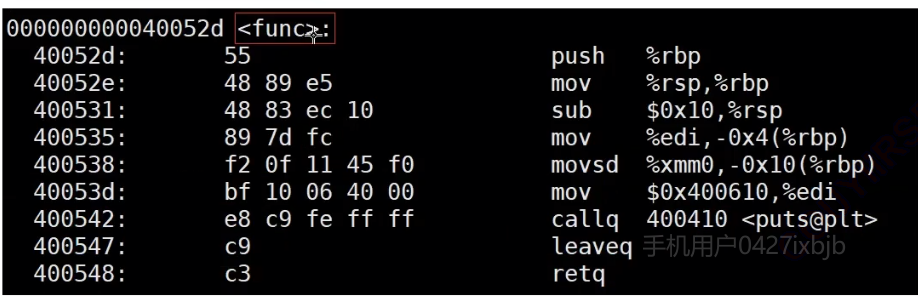 000000000040052d <func>:
40052d: 55 push %rbp
40052e: 48 89 e5 mov %rsp,%rbp
400531: 48 83 ec 10 sub $0x10,%rsp
400535: 89 7d fc mov %edi,-0x4(%rbp)
400538: f2 0f 11 45 f0 movsd %xmm0,-0x10(%rbp)
40053d: bf 10 06 40 00 mov $0x400610,%edi
400542: e8 c9 fe ff ff callq 400410 <puts@plt>
400547: c9 leaveq
手机用户0427ixbjb
400548: c3 retq